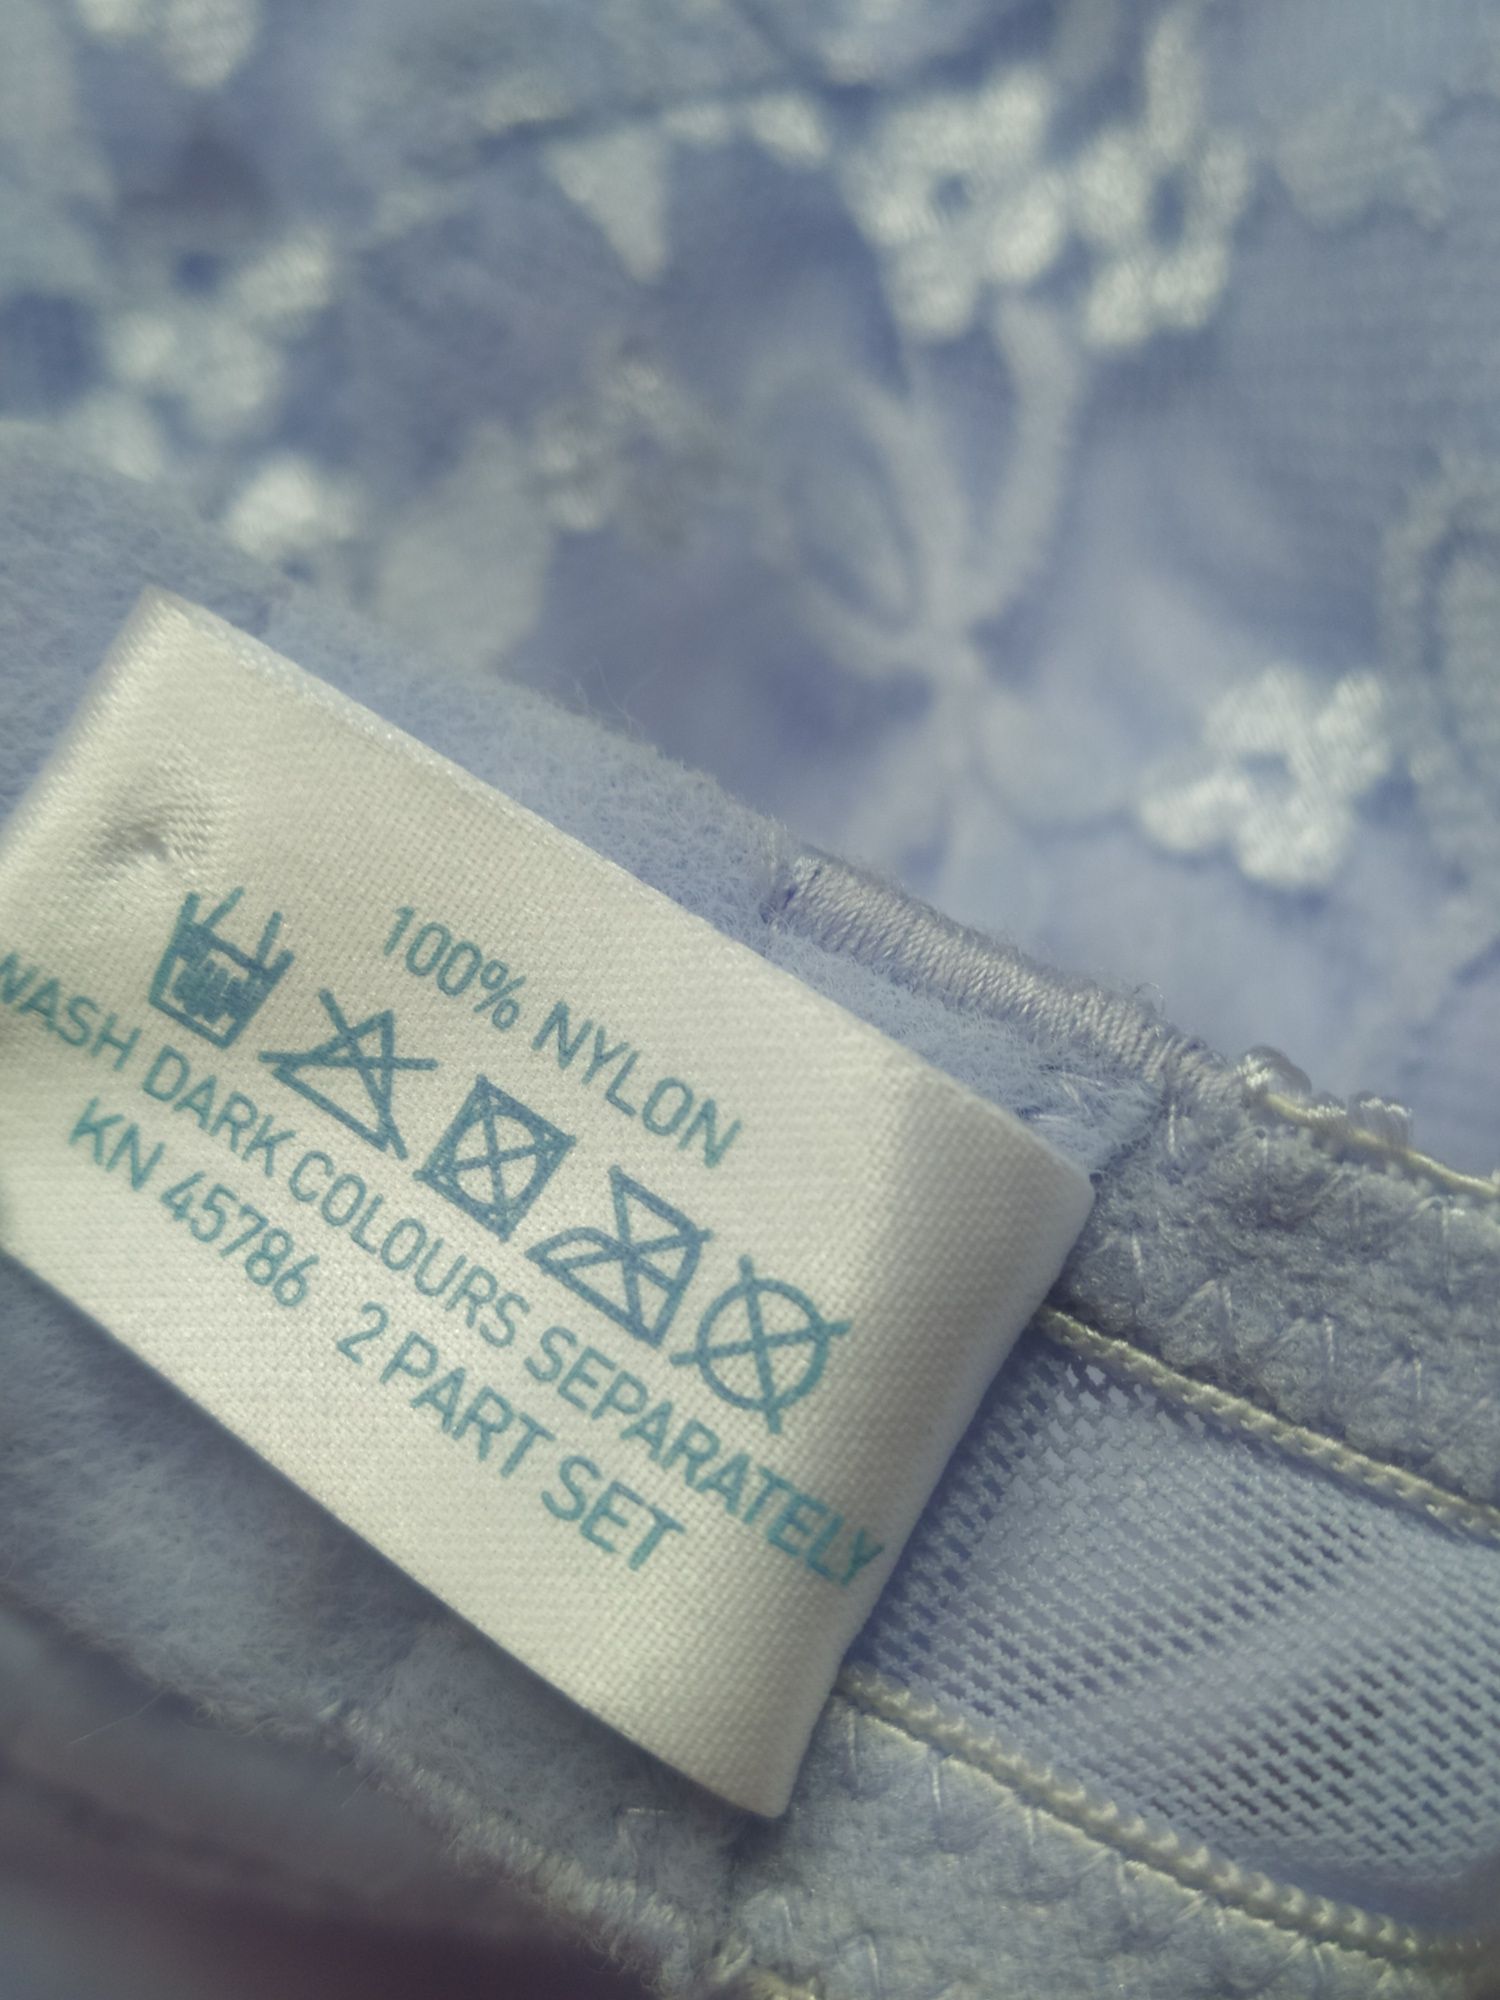 100% NYLON
WASH DARK COLOURS SEPARATELY
KN 45786 2 PART SET